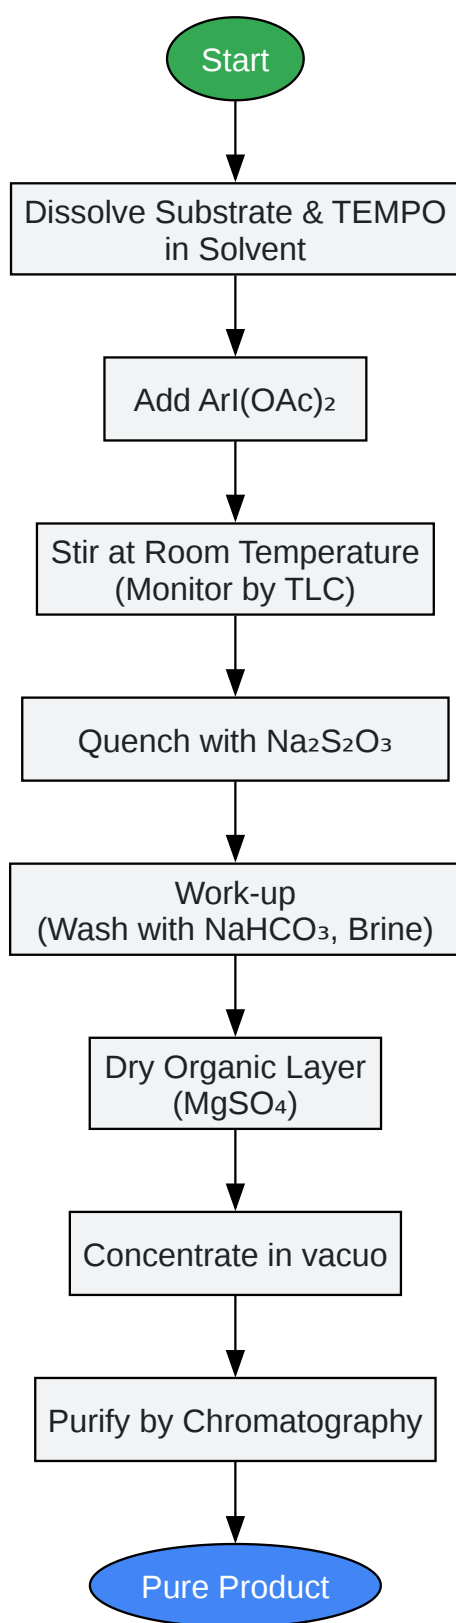 Start
Dissolve Substrate & TEMPO
in Solvent
Add ArI(OAc)₂
Stir at Room Temperature
(Monitor by TLC)
Quench with Na₂S₂O₃
Work-up
(Wash with NaHCO₃, Brine)
Dry Organic Layer
(MgSO₄)
Concentrate in vacuo
Purify by Chromatography
Pure Product